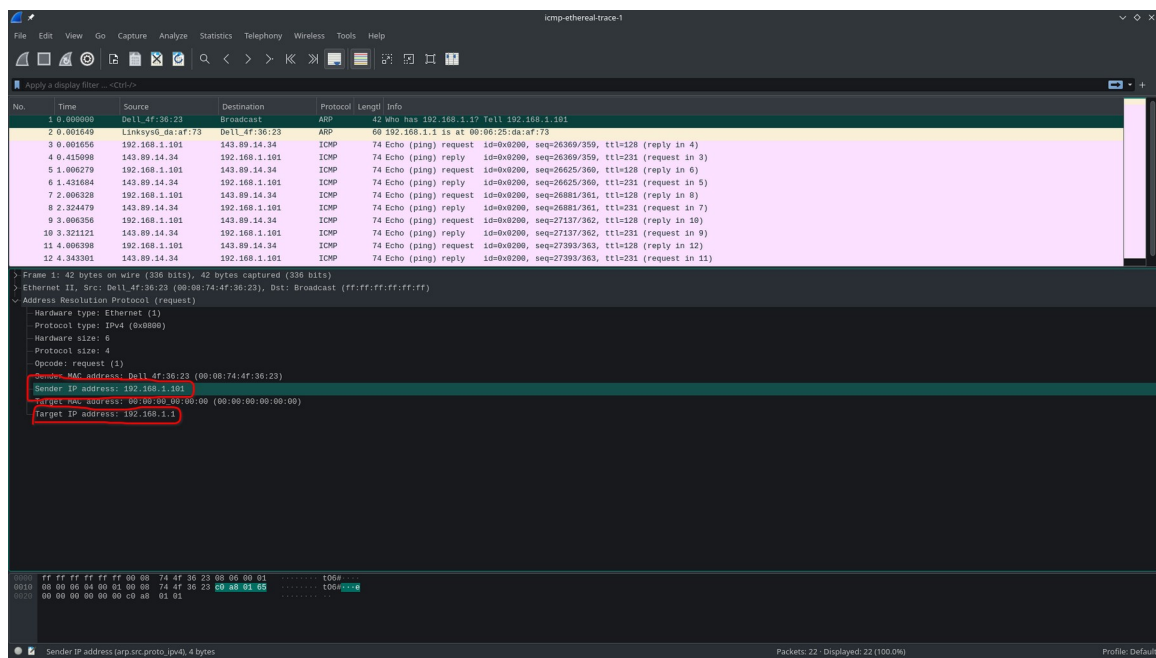 icmp-ethereal-trace-1
File Edit View Go Capture Analyze Statistics Telephony Wireless Tools Help
Apply a display filter ... <Ctrl-/>
No. Time Source Destination Protocol Lengtl Info
1 0.000000 Dell_4f:36:23 Broadcast ARP 42 Who has 192.168.1.1? Tell 192.168.1.101
2 0.001649 LinksysG_da:af:73 Dell_4f:36:23 ARP 60 192.168.1.1 is at 00:06:25:da:af:73
3 0.001656 192.168.1.101 143.89.14.34 ICMP 74 Echo (ping) request id=0x0200, seq=26369/359, ttl=128 (reply in 4)
4 0.415098 143.89.14.34 192.168.1.101 ICMP 74 Echo (ping) reply id=0x0200, seq=26369/359, ttl=231 (request in 3)
5 1.006279 192.168.1.101 143.89.14.34 ICMP 74 Echo (ping) request id=0x0200, seq=26625/360, ttl=128 (reply in 6)
6 1.431684 143.89.14.34 192.168.1.101 ICMP 74 Echo (ping) reply id=0x0200, seq=26625/360, ttl=231 (request in 5)
7 2.006328 192.168.1.101 143.89.14.34 ICMP 74 Echo (ping) request id=0x0200, seq=26881/361, ttl=128 (reply in 8)
8 2.324479 143.89.14.34 192.168.1.101 ICMP 74 Echo (ping) reply id=0x0200, seq=26881/361, ttl=231 (request in 7)
9 3.006356 192.168.1.101 143.89.14.34 ICMP 74 Echo (ping) request id=0x0200, seq=27137/362, ttl=128 (reply in 10)
10 3.321121 143.89.14.34 192.168.1.101 ICMP 74 Echo (ping) reply id=0x0200, seq=27137/362, ttl=231 (request in 9)
11 4.006398 192.168.1.101 143.89.14.34 ICMP 74 Echo (ping) request id=0x0200, seq=27393/363, ttl=128 (reply in 12)
12 4.343301 143.89.14.34 192.168.1.101 ICMP 74 Echo (ping) reply id=0x0200, seq=27393/363, ttl=231 (request in 11)
Frame 1: 42 bytes on wire (336 bits), 42 bytes captured (336 bits)
Ethernet II, Src: Dell_4f:36:23 (00:08:74:4f:36:23), Dst: Broadcast (ff:ff:ff:ff:ff:ff)
Address Resolution Protocol (request)
Hardware type: Ethernet (1)
Protocol type: IPv4 (0x0800)
Hardware size: 6
Protocol size: 4
Opcode: request (1)
Sender MAC address: Dell_4f:36:23 (00:08:74:4f:36:23)
Sender IP address: 192.168.1.101
Target MAC address: 00:00:00_00:00:00 (00:00:00:00:00:00)
Target IP address: 192.168.1.1
0000 ff ff ff ff ff ff 00 08 74 4f 36 23 08 06 00 01 ········ tO6#····
0010 08 00 06 04 00 01 00 08 74 4f 36 23 c0 a8 01 65 ········ tO6#···e
0020 00 00 00 00 00 00 c0 a8 01 01 ········ ··
Sender IP address (arp.src.proto_ipv4), 4 bytes Packets: 22 · Displayed: 22 (100.0%) Profile: Default